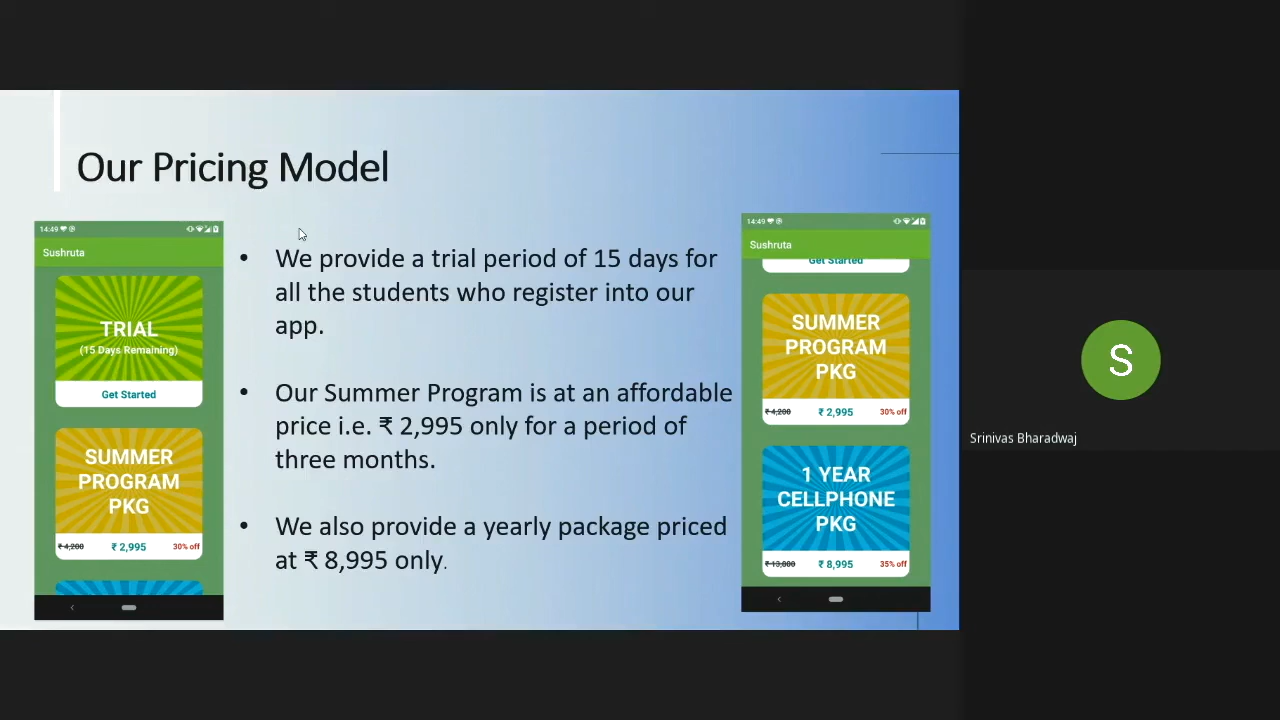 Our Pricing Model
14:49
Sushruta
TRIAL
(15 Days Remaining)
Get Started
SUMMER
PROGRAM
PKG
₹ 4,200 ₹ 2,995 30% off
• We provide a trial period of 15 days for
all the students who register into our
app.
• Our Summer Program is at an affordable
price i.e. ₹ 2,995 only for a period of
three months.
• We also provide a yearly package priced
at ₹ 8,995 only.
14:49
Sushruta
Get Started
SUMMER
PROGRAM
PKG
₹ 4,200 ₹ 2,995 30% off
1 YEAR
CELLPHONE
PKG
₹ 8,995 35% off
S
Srinivas Bharadwaj